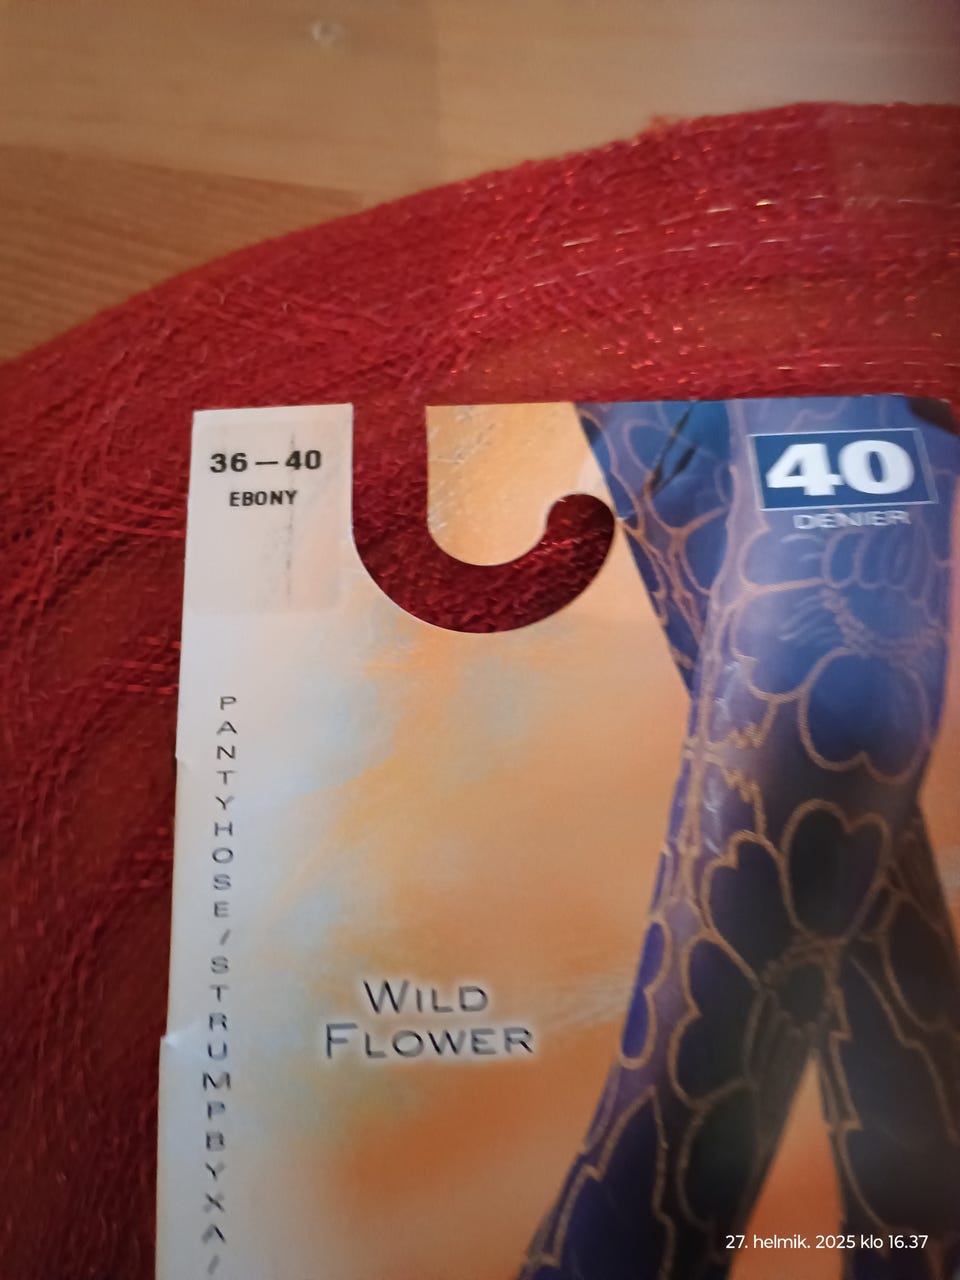 36 — 40
EBONY
40
DENIER
PANTYHOSE/STRUMPBYXA/
WILD
FLOWER
27. helmik. 2025 klo 16.37